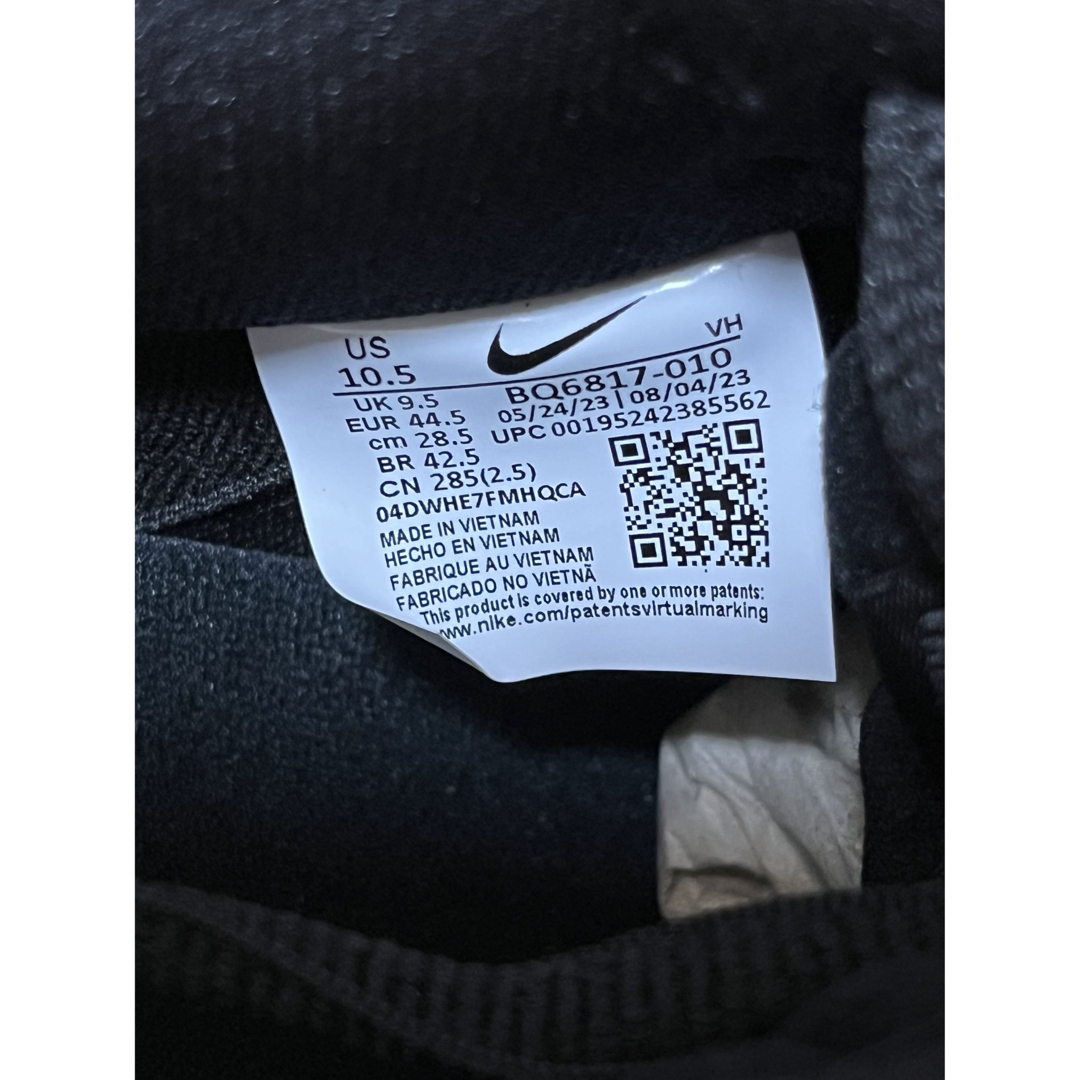 US
10.5
VH
UK 9.5
BQ6817-010
EUR 44.5
05/24/23 | 08/04/23
cm 28.5
UPC 00195242385562
BR 42.5
CN 285(2.5)
04DWHE7FMHQCA
MADE IN VIETNAM
HECHO EN VIETNAM
FABRIQUE AU VIETNAM
FABRICADO NO VIETNÃ
This product is covered by one or more patents:
ww.nike.com/patentsvirtualmarking